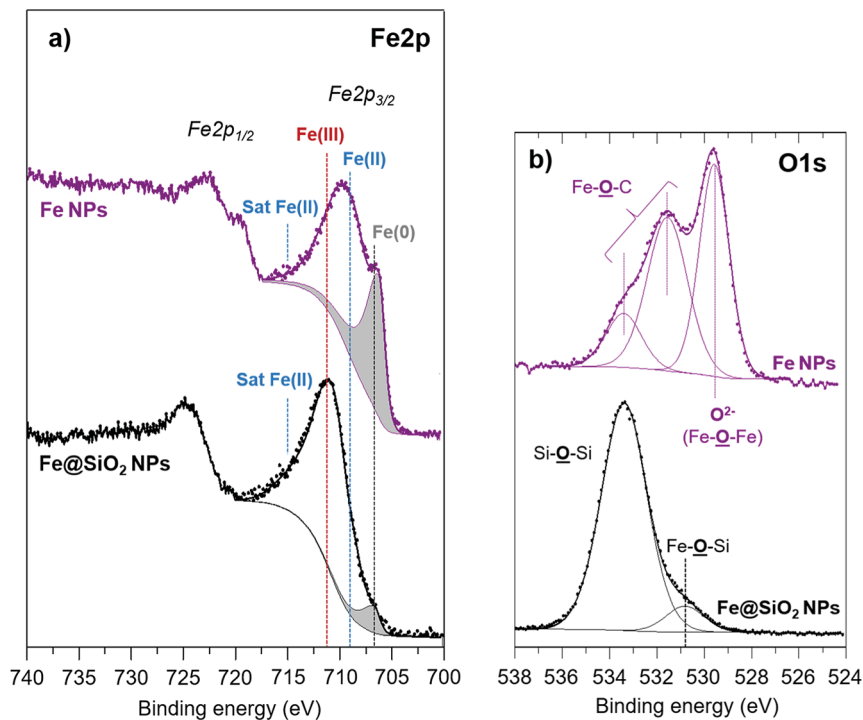 a)
Fe2p
Fe2p3/2
Fe2p1/2
Fe(III)
Fe(II)
Sat Fe(II)
Fe(0)
Fe NPs
Sat Fe(II)
Fe@SiO2 NPs
740 735 730 725 720 715 710 705 700
Binding energy (eV)
b)
O1s
Fe-O-C
Fe NPs
O2-
(Fe-O-Fe)
Si-O-Si
Fe-O-Si
Fe@SiO2 NPs
538 536 534 532 530 528 526 524
Binding energy (eV)